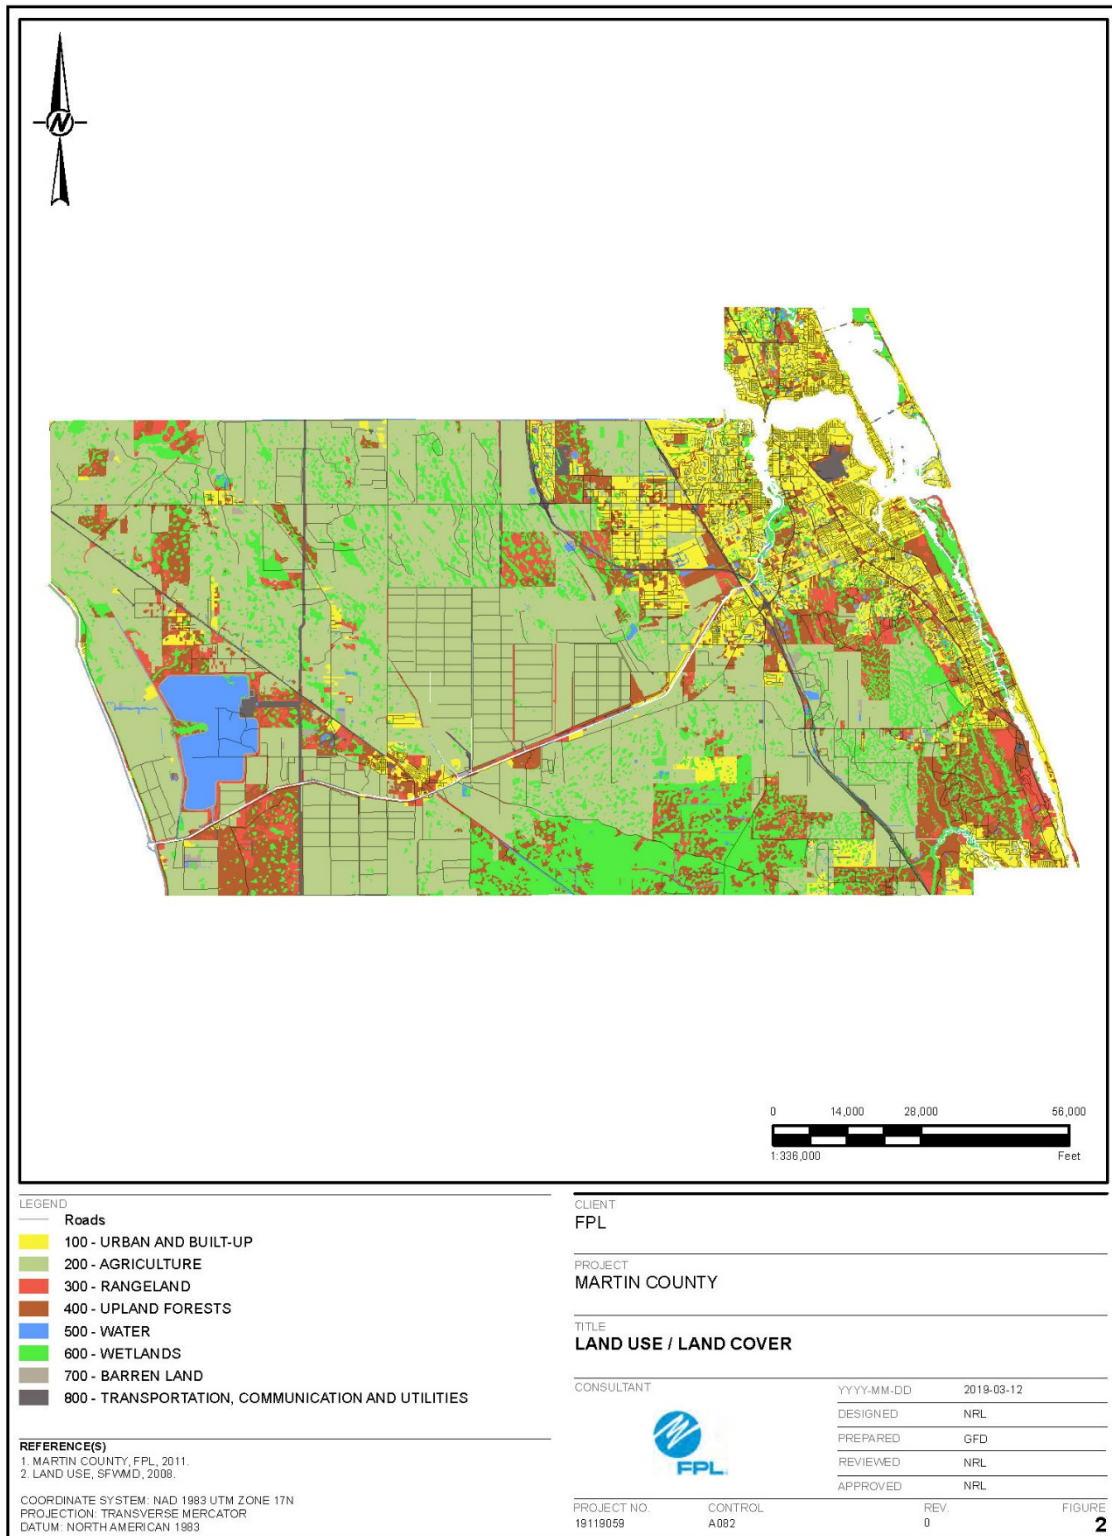 N
0 14,000 28,000 56,000
1:336,000 Feet
LEGEND
Roads
100 - URBAN AND BUILT-UP
200 - AGRICULTURE
300 - RANGELAND
400 - UPLAND FORESTS
500 - WATER
600 - WETLANDS
700 - BARREN LAND
800 - TRANSPORTATION, COMMUNICATION AND UTILITIES
REFERENCE(S)
1. MARTIN COUNTY, FPL, 2011.
2. LAND USE, SFWMD, 2008.
COORDINATE SYSTEM: NAD 1983 UTM ZONE 17N
PROJECTION: TRANSVERSE MERCATOR
DATUM: NORTH AMERICAN 1983
CLIENT
FPL
PROJECT
MARTIN COUNTY
TITLE
LAND USE / LAND COVER
CONSULTANT
FPL.
YYYY-MM-DD 2019-03-12
DESIGNED NRL
PREPARED GFD
REVIEWED NRL
APPROVED NRL
PROJECT NO. CONTROL REV. FIGURE
19119059 A082 0 2